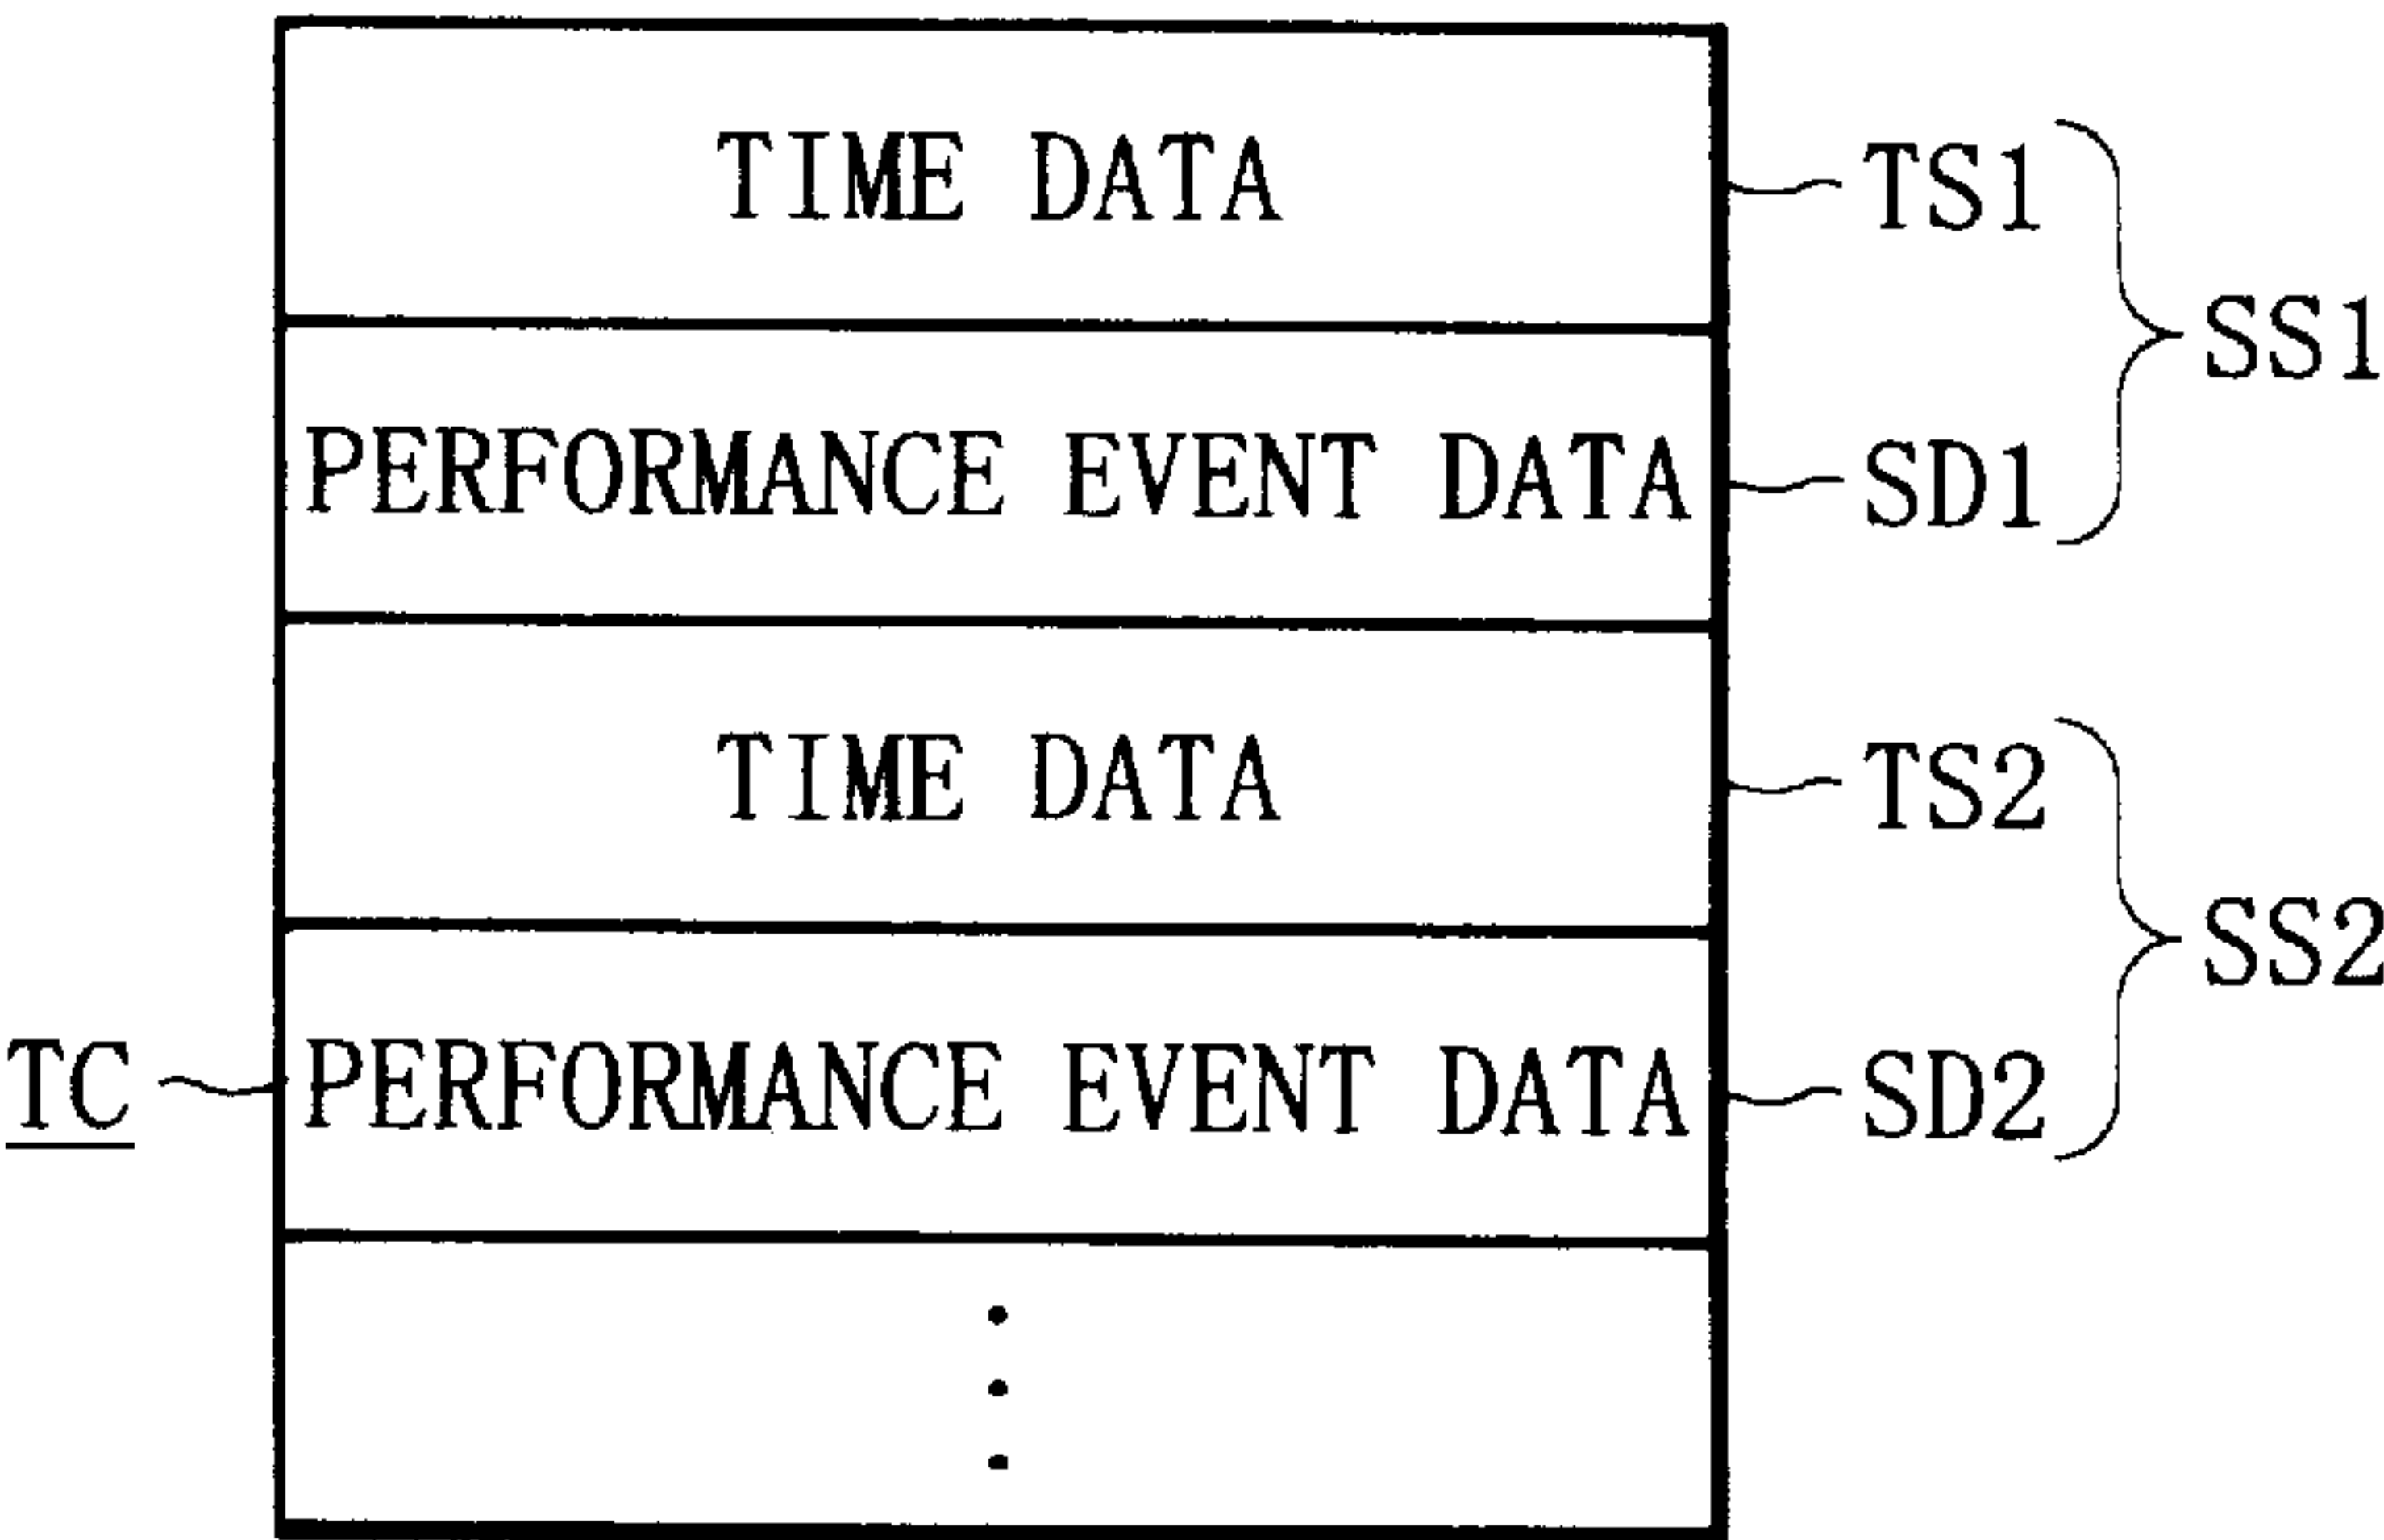 TIME DATA TS1
SS1
PERFORMANCE EVENT DATA SD1
TIME DATA TS2
SS2
TC PERFORMANCE EVENT DATA SD2